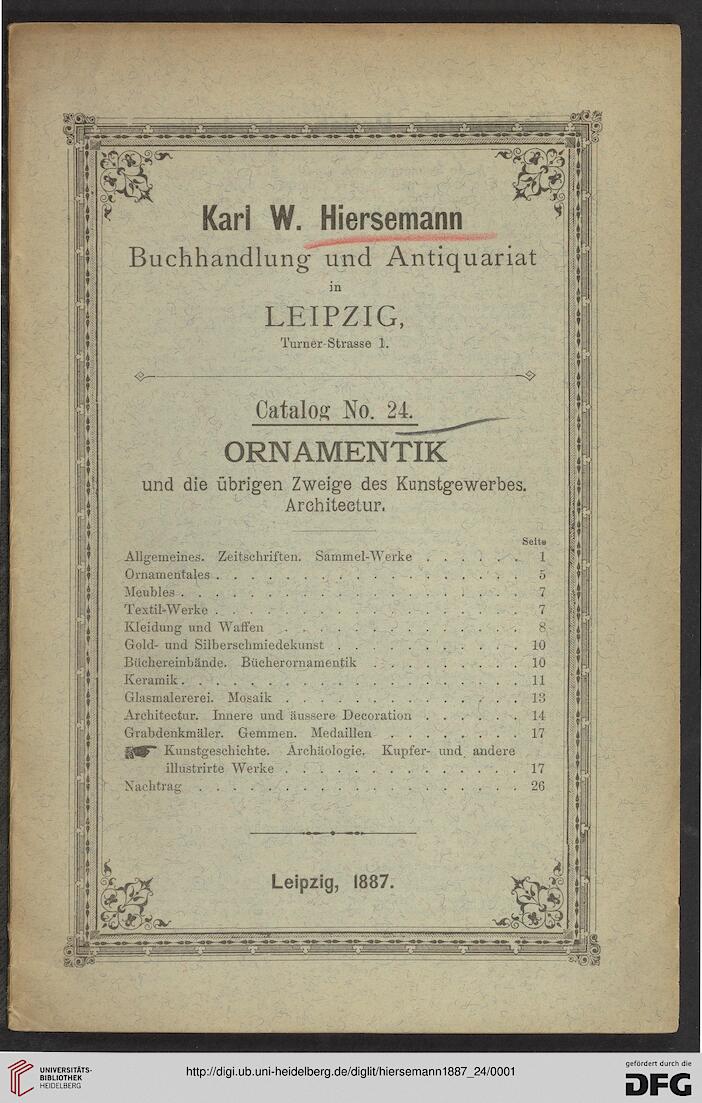 Karl W. Hiersemann
Buchhandlung und Antiquariat
in
LEIPZIG,
Turner-Strasse 1.
Catalog No. 24.
ORNAMENTIK
und die übrigen Zweige des Kunstgewerbes.
Architectur.
Seite
Allgemeines. Zeitschriften. Sammel-Werke . . . . . . 1
Ornamentales . . . . . . . . . . . . . . . . . . 5
Meubles . . . . . . . . . . . . . . . . . . . . 7
Textil-Werke . . . . . . . . . . . . . . . . . . 7
Kleidung und Waffen . . . . . . . . . . . . . . 8
Gold- und Silberschmiedekunst . . . . . . . . . . . 10
Büchereinbände. Bücherornamentik . . . . . . . . . 10
Keramik . . . . . . . . . . . . . . . . . . . . 11
Glasmalererei. Mosaik . . . . . . . . . . . . . . 13
Architectur. Innere und äussere Decoration . . . . . . 14
Grabdenkmäler. Gemmen. Medaillen . . . . . . . . 17
Kunstgeschichte. Archäologie. Kupfer- und andere
illustrirte Werke . . . . . . . . . . . . . . 17
Nachtrag . . . . . . . . . . . . . . . . . . . 26
Leipzig, 1887.
UNIVERSITÄTS-
BIBLIOTHEK
HEIDELBERG
http://digi.ub.uni-heidelberg.de/diglit/hiersemann1887_24/0001
gefördert durch die
DFG